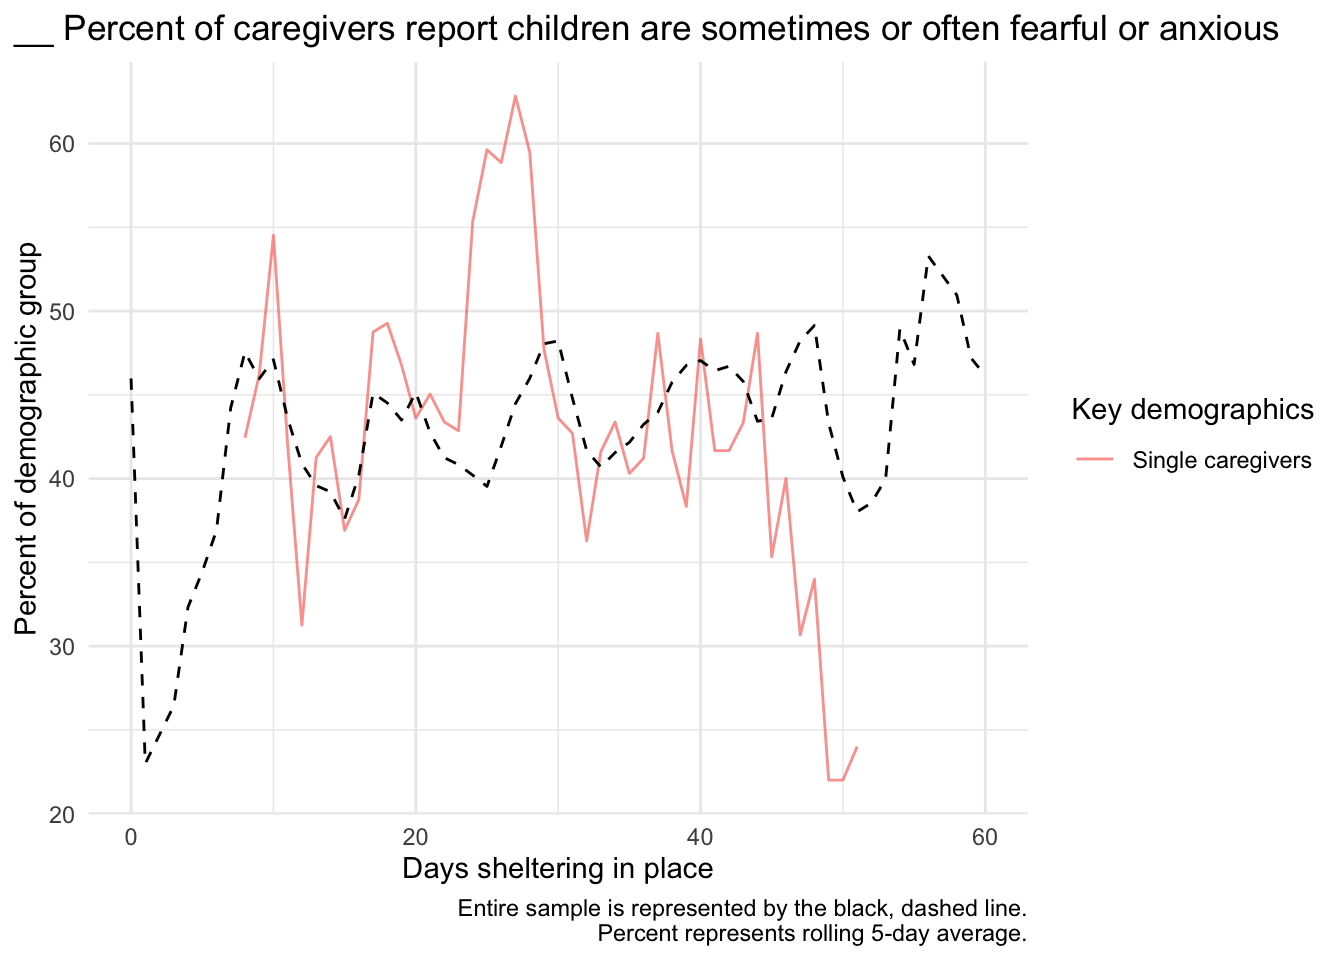 __ Percent of caregivers report children are sometimes or often fearful or anxious
Percent of demographic group
60
50
40
30
20
0
20
40
60
Days sheltering in place
Key demographics
Single caregivers
Entire sample is represented by the black, dashed line.
Percent represents rolling 5-day average.